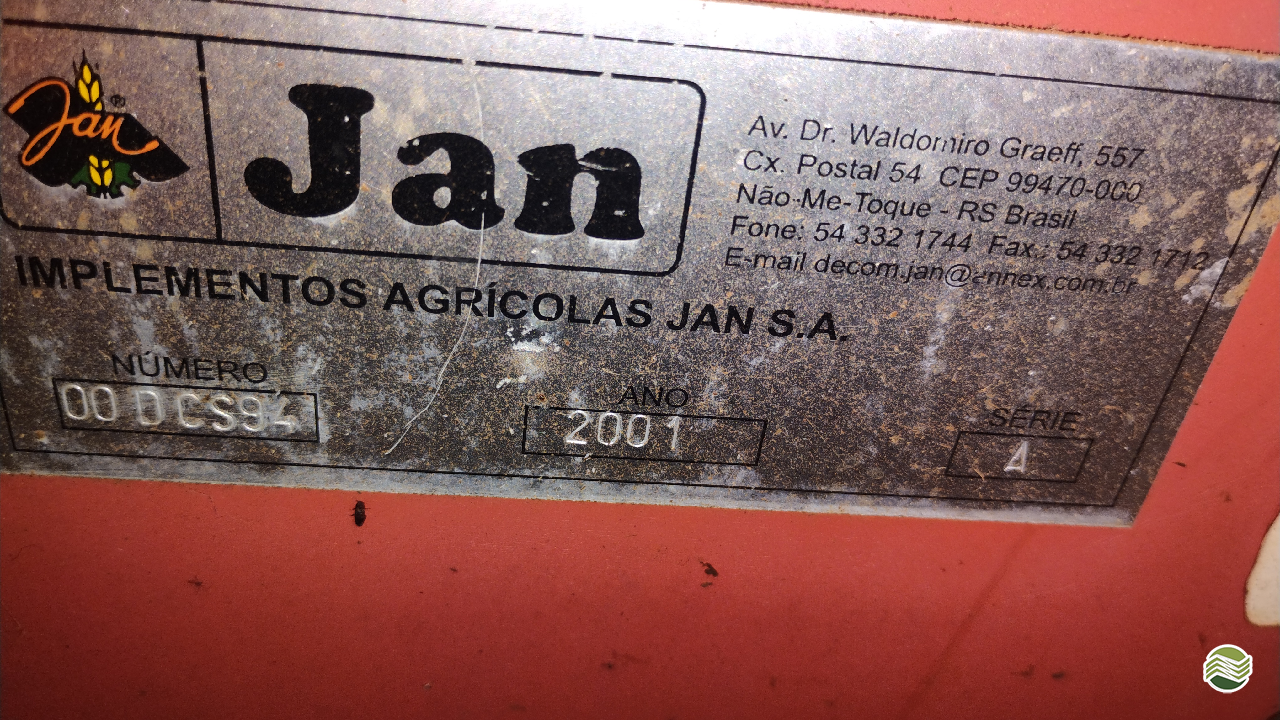 Jan®
Jan
Av. Dr. Waldomiro Graeff, 557
Cx. Postal 54 CEP 99470-000
Não-Me-Toque - RS Brasil
Fone: 54 332 1744 Fax.: 54 332 1712
E-mail decom.jan@annex.com.br
IMPLEMENTOS AGRÍCOLAS JAN S.A.
NÚMERO
00DCS94
ANO
2001
SÉRIE
A